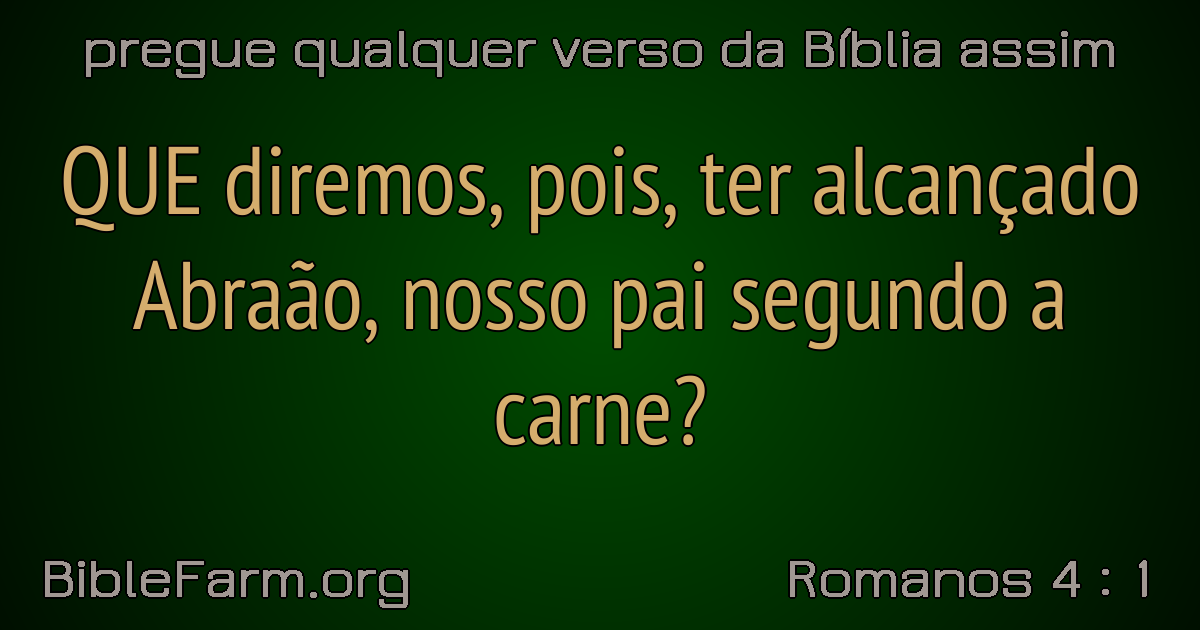 pregue qualquer verso da Bíblia assim
QUE diremos, pois, ter alcançado
Abraão, nosso pai segundo a
carne?
BibleFarm.org
Romanos 4 : 1